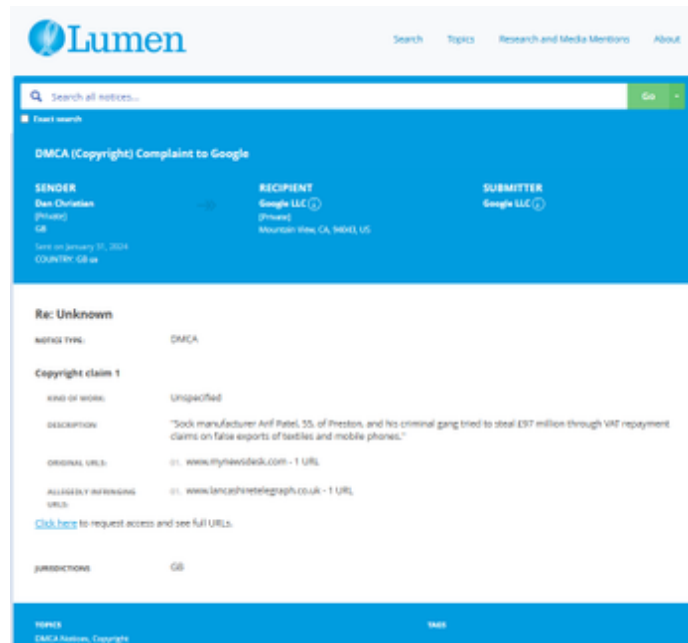 Lumen
Search Topics Research and Media Mentions About
Search all notices...
Go
Exact search
DMCA (Copyright) Complaint to Google
SENDER
Dan Christian
[Private]
GB
Sent on January 31, 2024
COUNTRY: GB
RECIPIENT
Google LLC
[Private]
Mountain View, CA, 94043, US
SUBMITTER
Google LLC
Re: Unknown
NOTICE TYPE: DMCA
Copyright claim 1
KIND OF WORK: Unspecified
DESCRIPTION "Sock manufacturer Arif Patel, 55, of Preston, and his criminal gang tried to steal £97 million through VAT repayment
claims on false exports of textiles and mobile phones."
ORIGINAL URLS: 01. www.mynewsdesk.com - 1 URL
ALLEGEDLY INFRINGING 01. www.lancashiretelegraph.co.uk - 1 URL
URLS:
Click here to request access and see full URLs.
JURISDICTIONS GB
TOPICS TAGS
DMCA Notices, Copyright